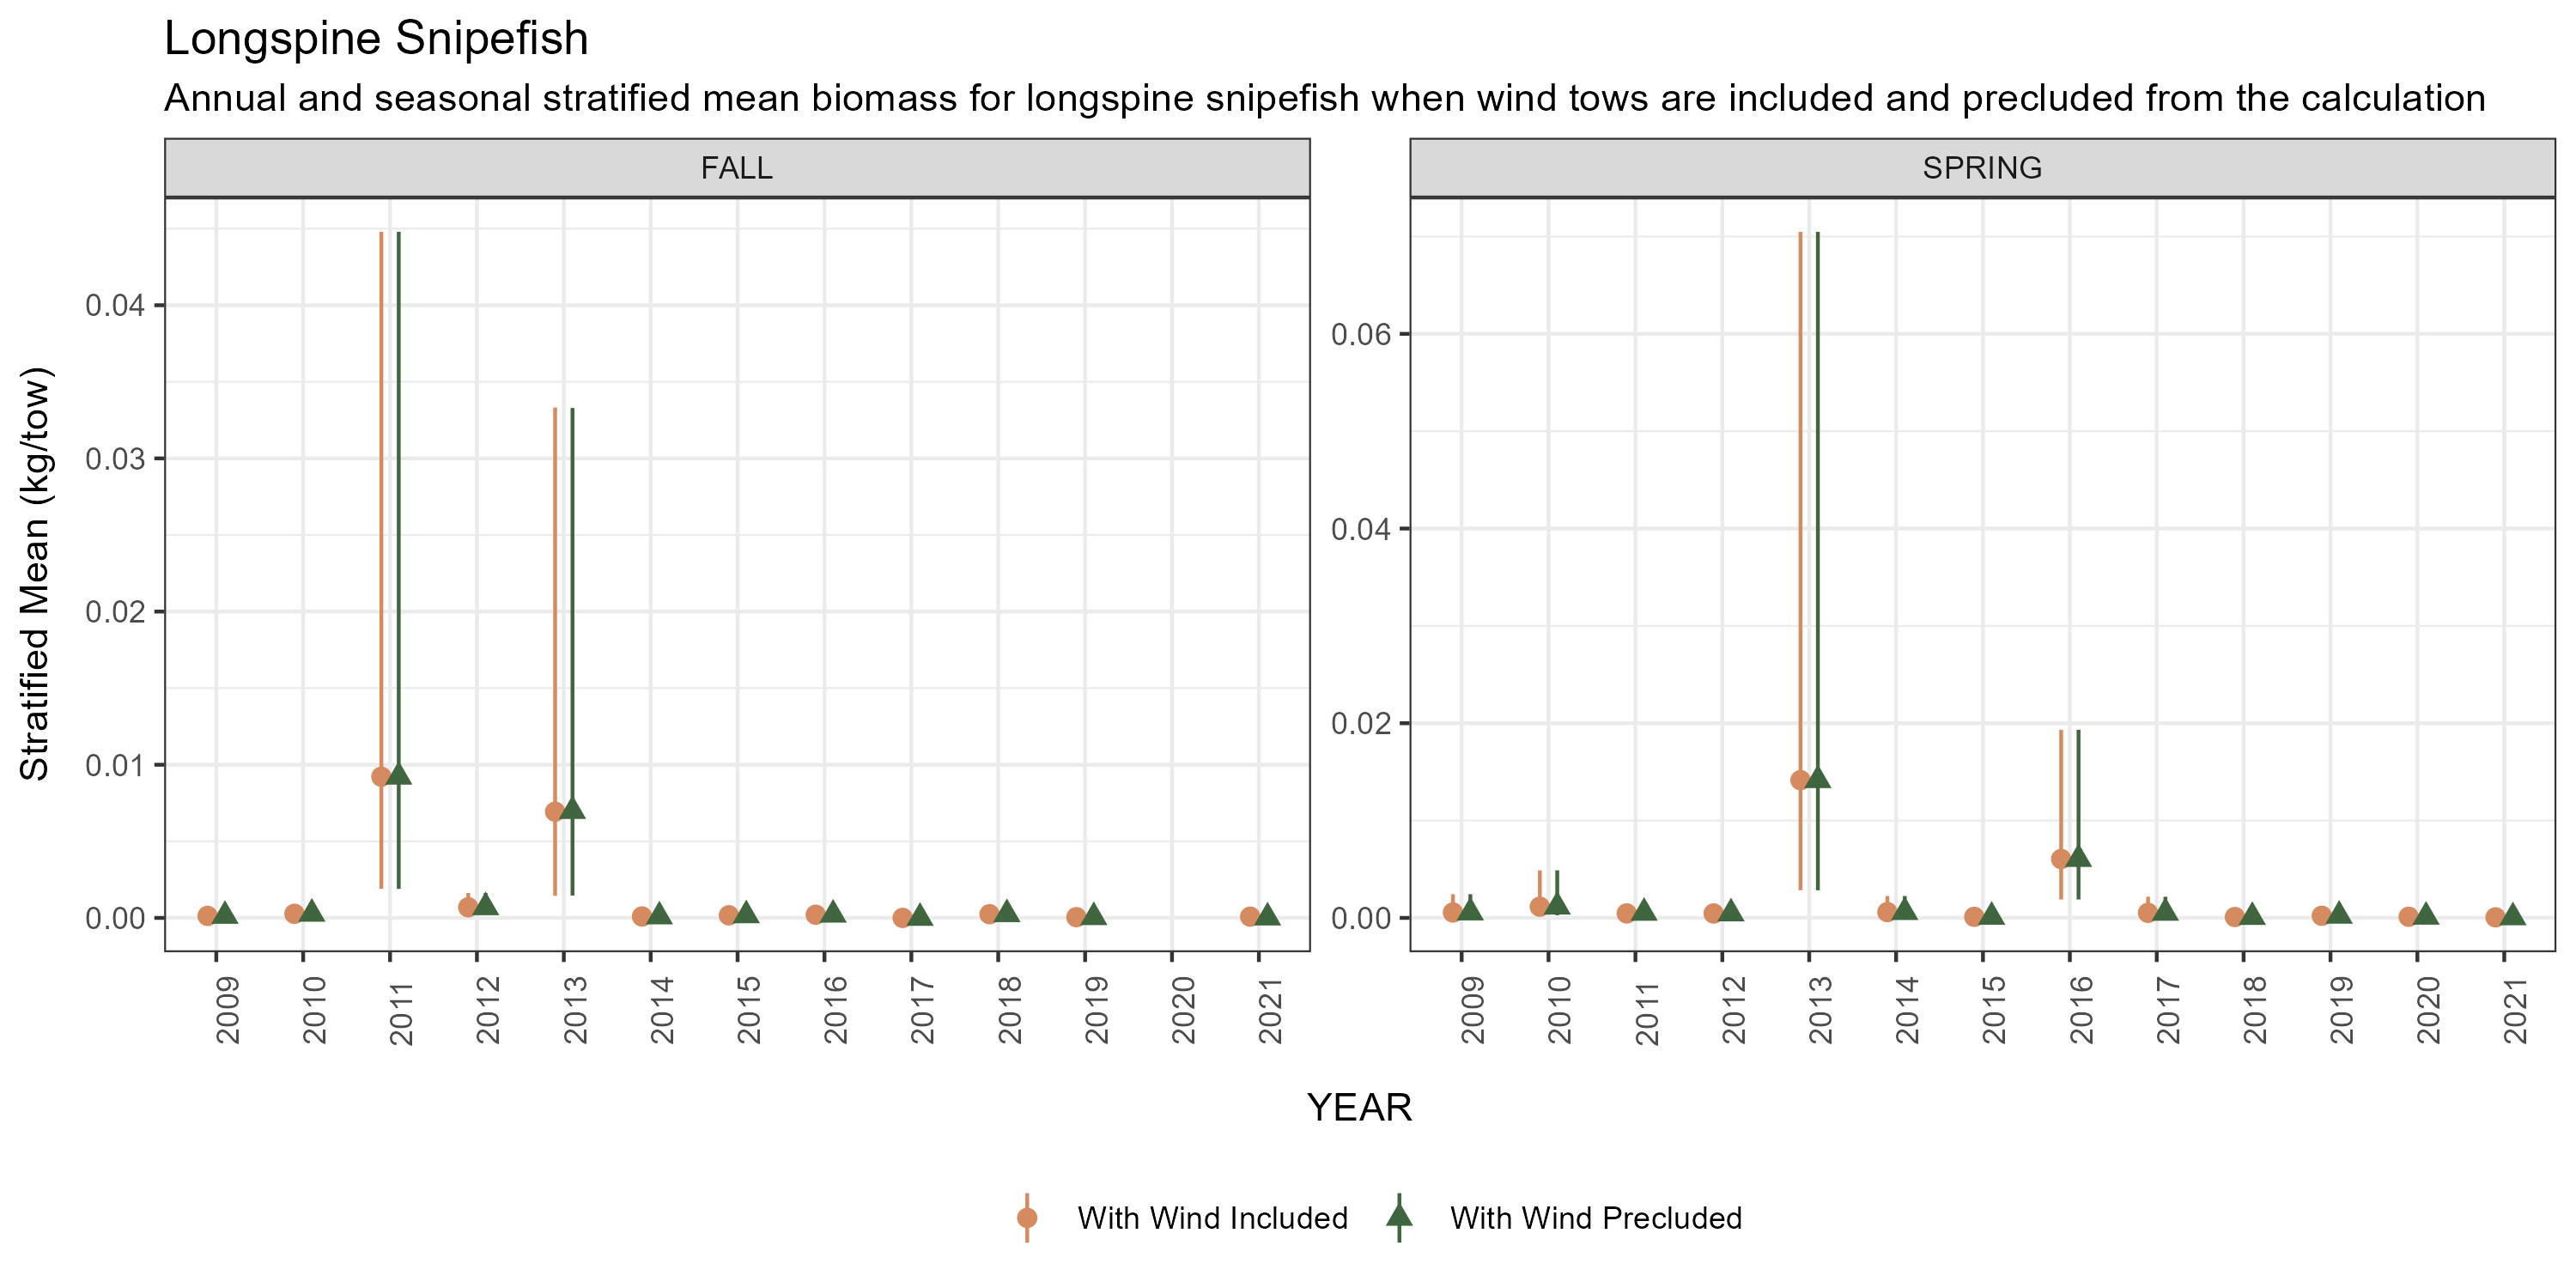 Longspine Snipefish
Annual and seasonal stratified mean biomass for longspine snipefish when wind tows are included and precluded from the calculation
FALL
SPRING
Stratified Mean (kg/tow)
0.04
0.03
0.02
0.01
0.00
0.06
0.04
0.02
0.00
2009 2010 2011 2012 2013 2014 2015 2016 2017 2018 2019 2020 2021
2009 2010 2011 2012 2013 2014 2015 2016 2017 2018 2019 2020 2021
YEAR
With Wind Included
With Wind Precluded